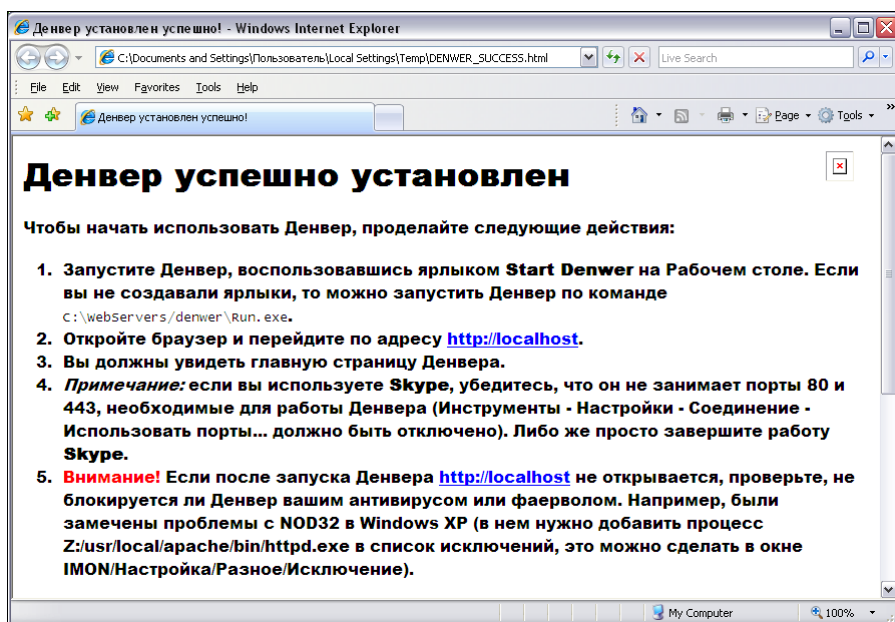 Денвер установлен успешно! - Windows Internet Explorer
C:\Documents and Settings\Пользователь\Local Settings\Temp\DENWER_SUCCESS.html
Live Search
File Edit View Favorites Tools Help
Денвер установлен успешно!
Page Tools »
Денвер успешно установлен
Чтобы начать использовать Денвер, проделайте следующие действия:
1. Запустите Денвер, воспользовавшись ярлыком Start Denwer на Рабочем столе. Если
вы не создавали ярлыки, то можно запустить Денвер по команде
C:\WebServers/denwer\Run.exe.
2. Откройте браузер и перейдите по адресу http://localhost.
3. Вы должны увидеть главную страницу Денвера.
4. Примечание: если вы используете Skype, убедитесь, что он не занимает порты 80 и
443, необходимые для работы Денвера (Инструменты - Настройки - Соединение -
Использовать порты... должно быть отключено). Либо же просто завершите работу
Skype.
5. Внимание! Если после запуска Денвера http://localhost не открывается, проверьте, не
блокируется ли Денвер вашим антивирусом или фаерволом. Например, были
замечены проблемы с NOD32 в Windows XP (в нем нужно добавить процесс
Z:/usr/local/apache/bin/httpd.exe в список исключений, это можно сделать в окне
IMON/Настройка/Разное/Исключение).
My Computer 100%